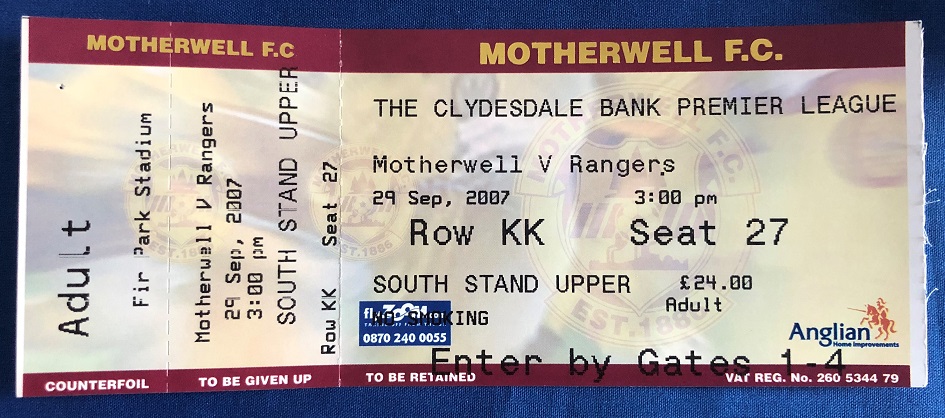 MOTHERWELL F.C
Adult
Fir Park Stadium
Motherwell V Rangers
29 Sep, 2007
3:00 pm
SOUTH STAND UPPER
Row KK Seat 27
COUNTERFOIL
TO BE GIVEN UP
MOTHERWELL F.C.
THE CLYDESDALE BANK PREMIER LEAGUE
Motherwell V Rangers
29 Sep, 2007 3:00 pm
Row KK Seat 27
SOUTH STAND UPPER £24.00
Adult
NO SMOKING
0870 240 0055
Anglian
Home Improvements
Enter by Gates 1-4
TO BE RETAINED
VAT REG. No. 260 5344 79
EST.1886